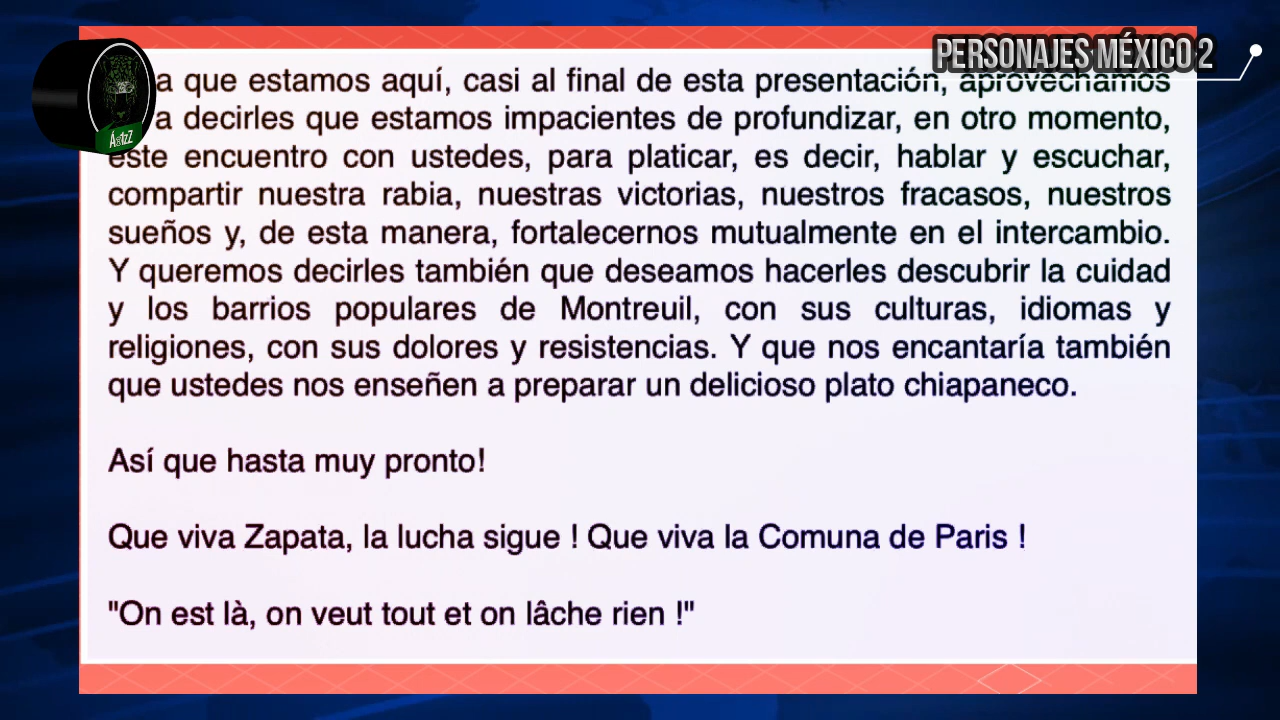 PERSONAJES MÉXICO 2
a que estamos aquí, casi al final de esta presentación, aprovechamos
a decirles que estamos impacientes de profundizar, en otro momento,
este encuentro con ustedes, para platicar, es decir, hablar y escuchar,
compartir nuestra rabia, nuestras victorias, nuestros fracasos, nuestros
sueños y, de esta manera, fortalecernos mutualmente en el intercambio.
Y queremos decirles también que deseamos hacerles descubrir la cuidad
y los barrios populares de Montreuil, con sus culturas, idiomas y
religiones, con sus dolores y resistencias. Y que nos encantaría también
que ustedes nos enseñen a preparar un delicioso plato chiapaneco.
Así que hasta muy pronto!
Que viva Zapata, la lucha sigue ! Que viva la Comuna de Paris !
"On est là, on veut tout et on lâche rien !"